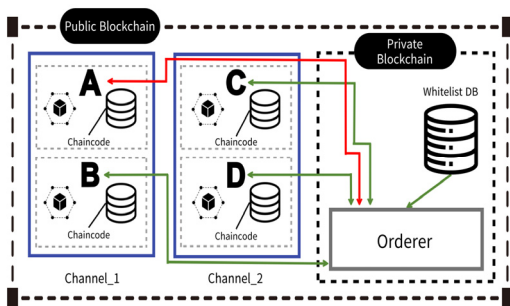 Public Blockchain
Private
Blockchain
A
Chaincode
C
Chaincode
Whitelist DB
B
Chaincode
D
Chaincode
Orderer
Channel_1
Channel_2